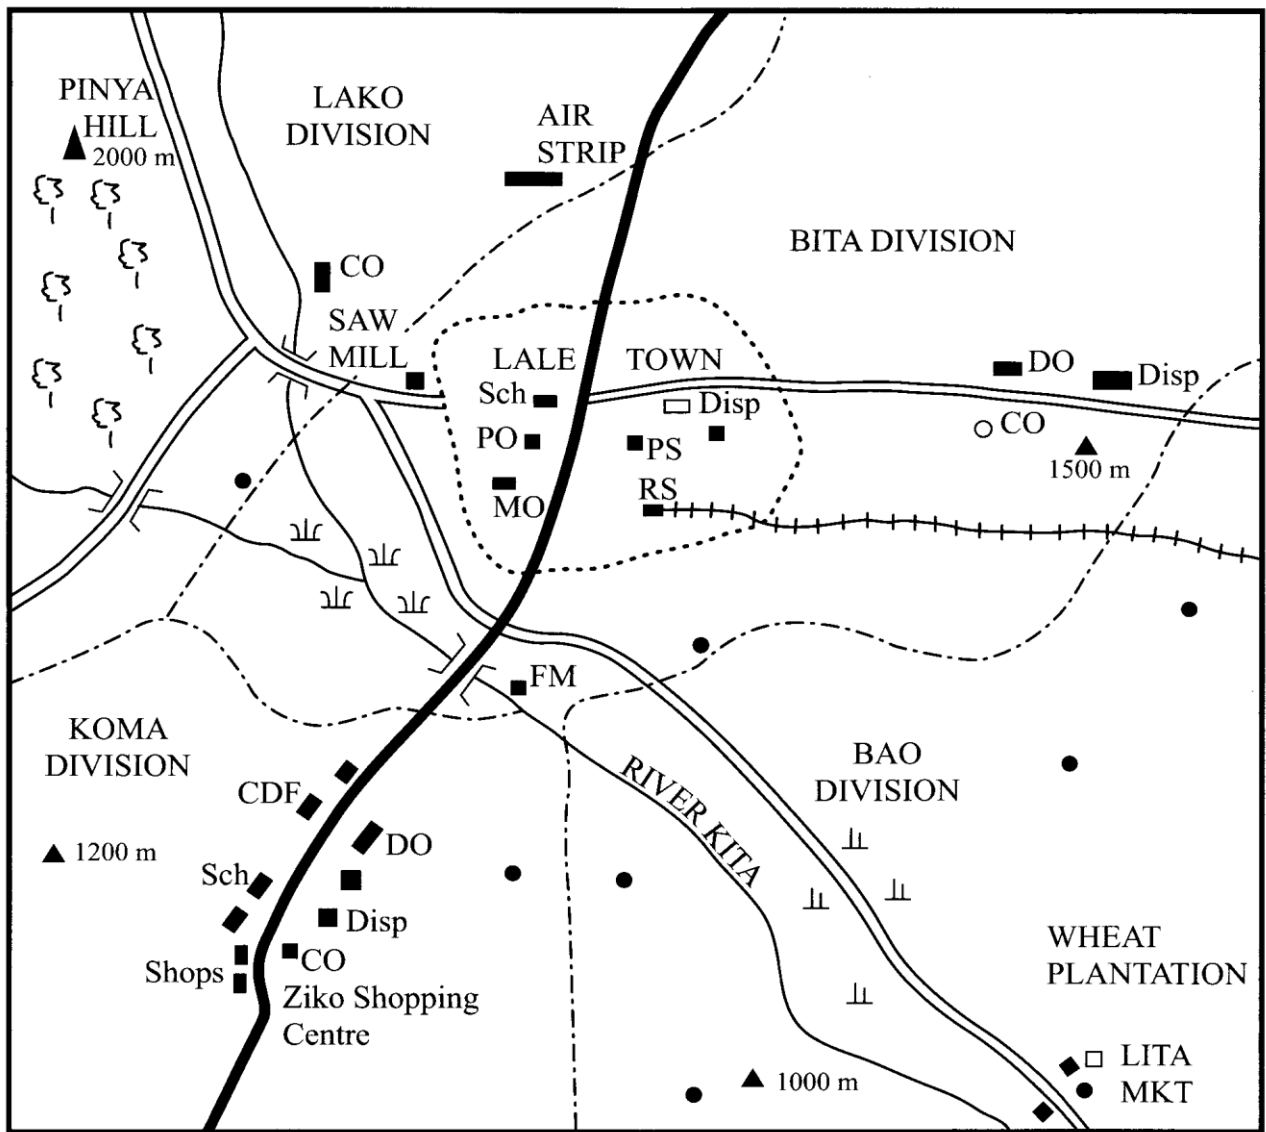 PINYA
HILL
2000 m
LAKO
DIVISION
AIR
STRIP
BITA DIVISION
CO
SAW
MILL
LALE TOWN
Sch
Disp
PO
PS
MO
RS
DO
Disp
CO
1500 m
FM
KOMA
DIVISION
CDF
DO
1200 m
Sch
Disp
Shops
CO
Ziko Shopping
Centre
RIVER KITA
BAO
DIVISION
WHEAT
PLANTATION
1000 m
LITA
MKT